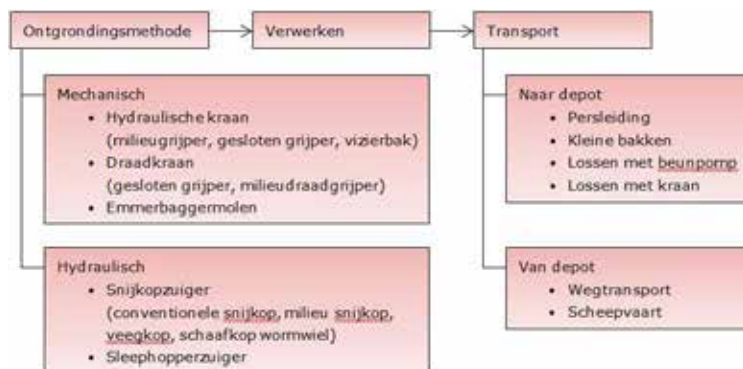 Ontgrondingsmethode
Verwerken
Transport
Mechanisch
• Hydraulische kraan
(milieugrijper, gesloten grijper, vizierbak)
• Draadkraan
(gesloten grijper, milieudraadgrijper)
• Emmerbaggermolen
Hydraulisch
• Snijkopzuiger
(conventionele snijkop, milieu snijkop,
veegkop, schaafkop wormwiel)
• Sleephopperzuiger
Naar depot
• Persleiding
• Kleine bakken
• Lossen met beunpomp
• Lossen met kraan
Van depot
• Wegtransport
• Scheepvaart